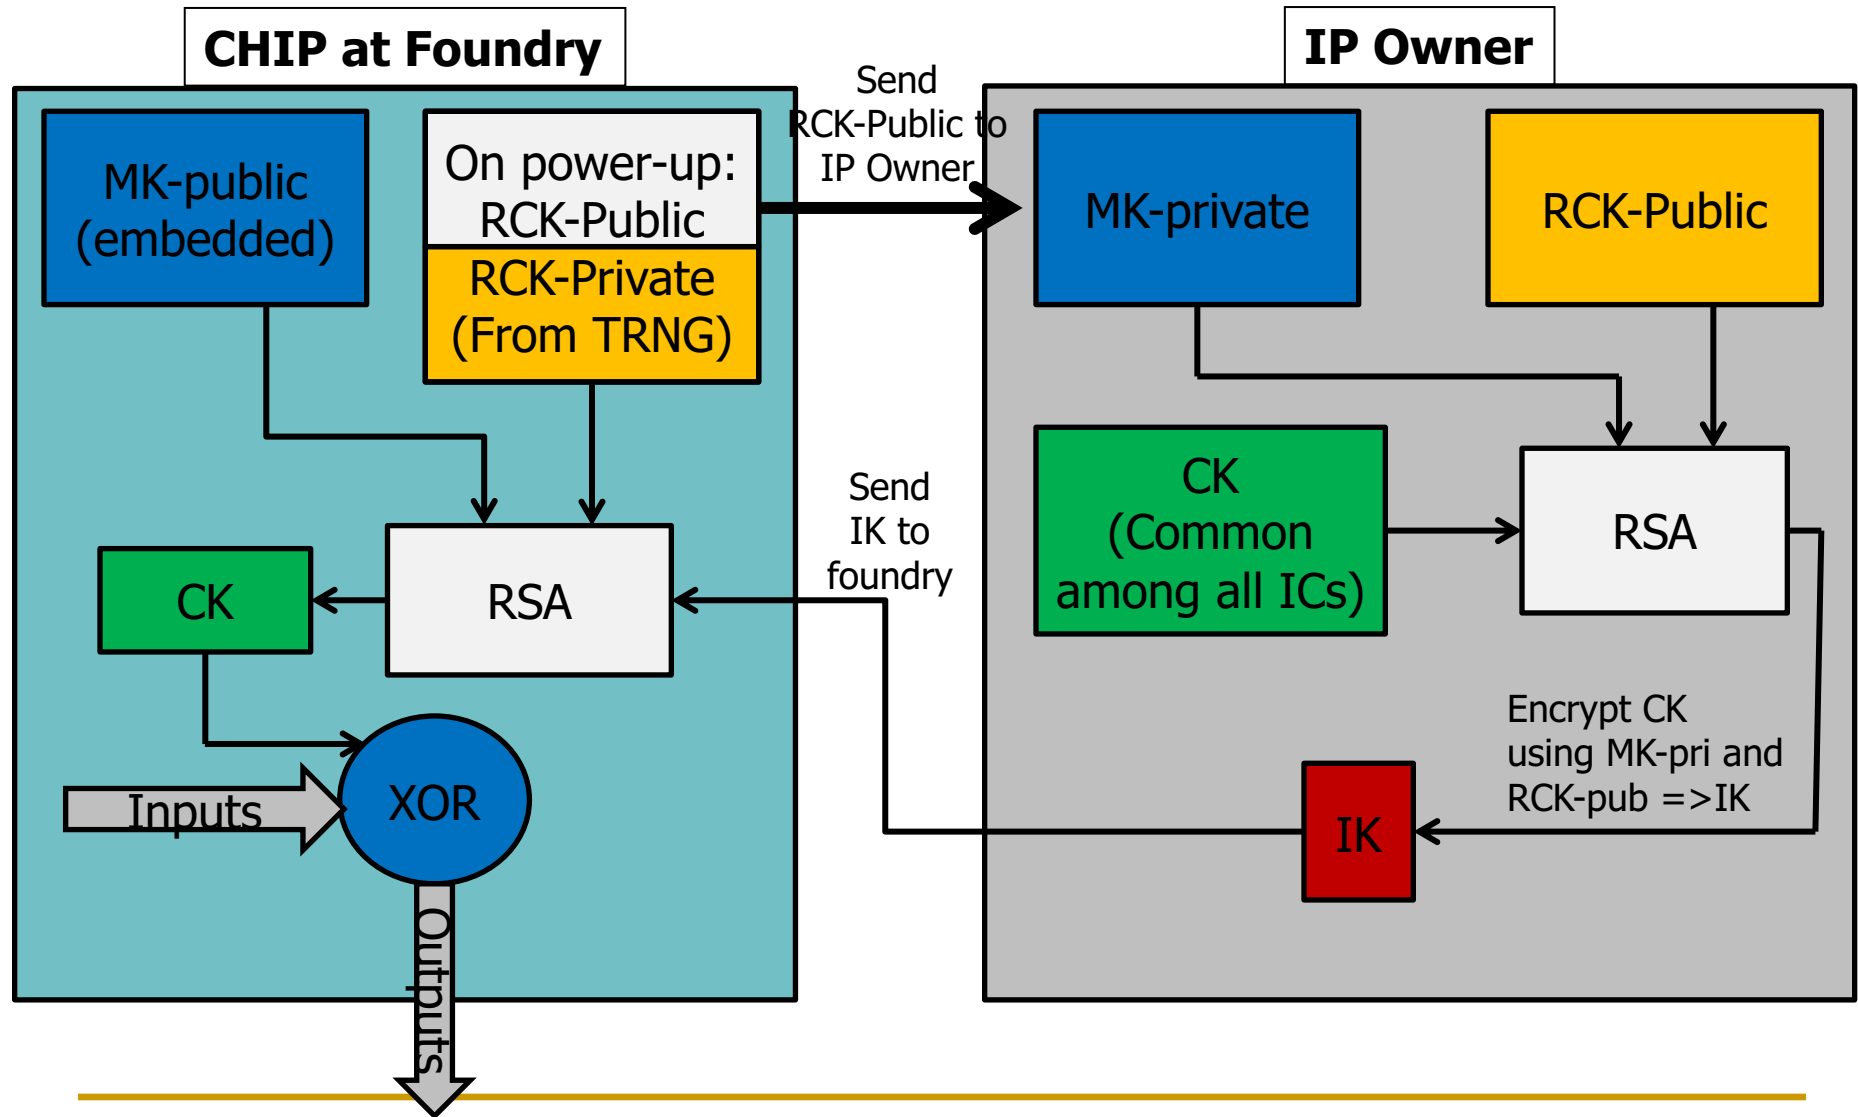 CHIP at Foundry
IP Owner
Send
RCK-Public to
IP Owner
MK-public
(embedded)
On power-up:
RCK-Public
RCK-Private
(From TRNG)
MK-private
RCK-Public
CK
(Common
among all ICs)
RSA
Send
IK to
foundry
CK
RSA
Encrypt CK
using MK-pri and
RCK-pub =>IK
Inputs
XOR
IK
Outputs